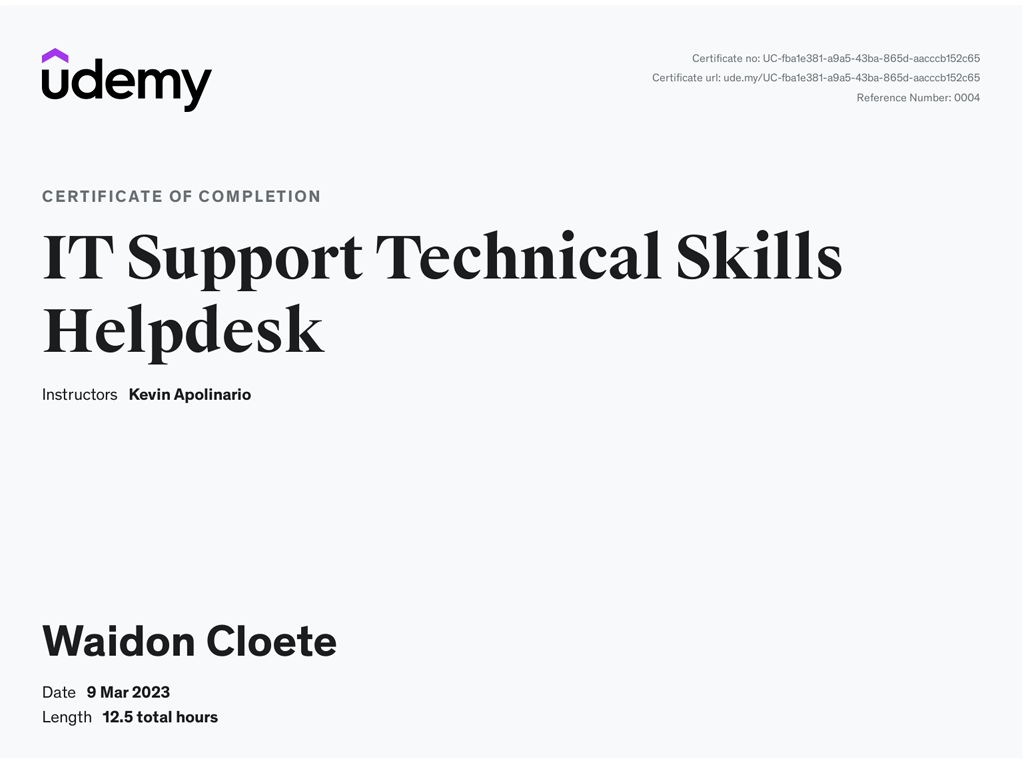 udemy
Certificate no: UC-fba1e381-a9a5-43ba-865d-aacccb152c65
Certificate url: ude.my/UC-fba1e381-a9a5-43ba-865d-aacccb152c65
Reference Number: 0004
CERTIFICATE OF COMPLETION
IT Support Technical Skills
Helpdesk
Instructors Kevin Apolinario
Waidon Cloete
Date 9 Mar 2023
Length 12.5 total hours